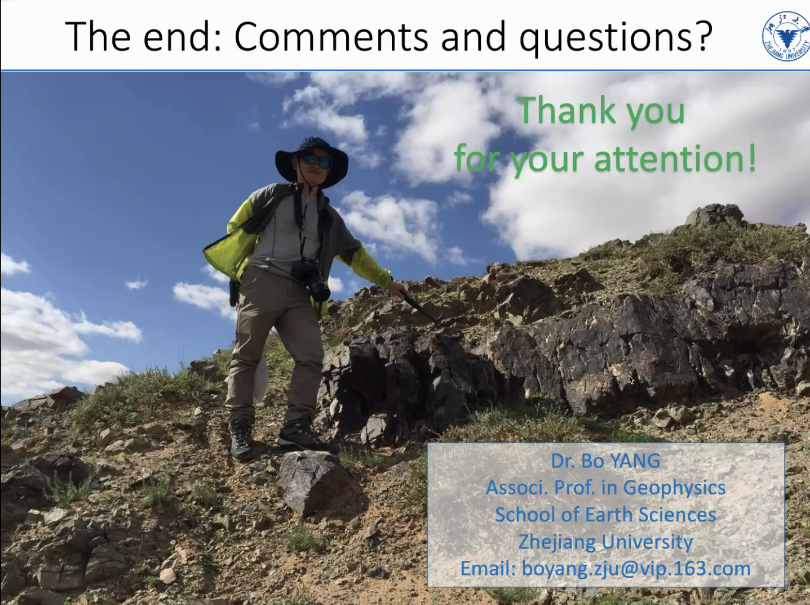 The end: Comments and questions?
ZHEJIANG UNIVERSITY
1897
Thank you
for your attention!
Dr. Bo YANG
Associ. Prof. in Geophysics
School of Earth Sciences
Zhejiang University
Email: boyang.zju@vip.163.com